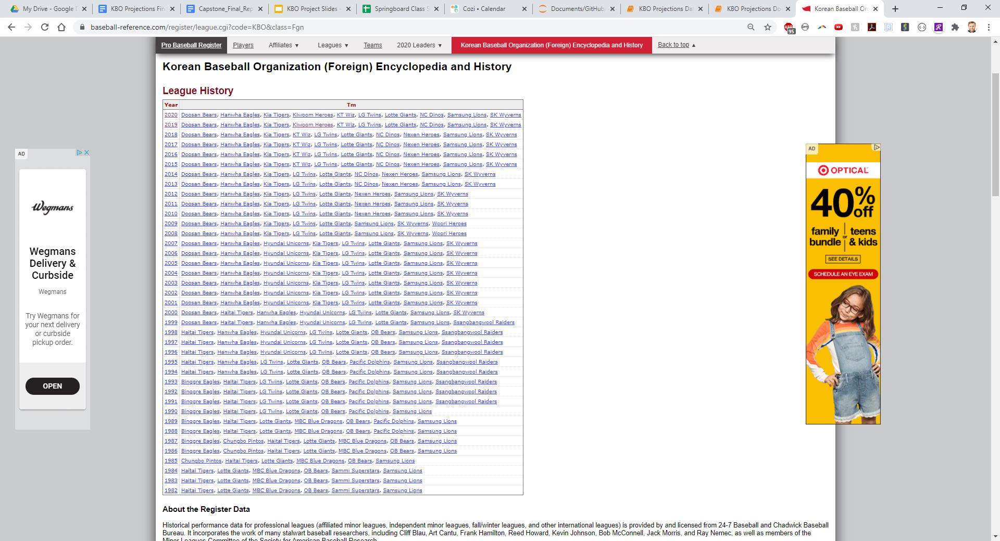 My Drive - Google D
KBO Projections Fin
Capstone_Final_Rep
KBO Project Slides -
Springboard Class S
Cozi • Calendar
Documents/GitHub
KBO Projections Da
KBO Projections Do
Korean Baseball Or
baseball-reference.com/register/league.cgi?code=KBO&class=Fgn
95
Pro Baseball Register Players Affiliates ▼ Leagues ▼ Teams 2020 Leaders ▼ Korean Baseball Organization (Foreign) Encyclopedia and History Back to top ▲
Korean Baseball Organization (Foreign) Encyclopedia and History
League History
Year Tm
2020 Doosan Bears, Hanwha Eagles, Kia Tigers, Kiwoom Heroes, KT Wiz, LG Twins, Lotte Giants, NC Dinos, Samsung Lions, SK Wyverns
2019 Doosan Bears, Hanwha Eagles, Kia Tigers, Kiwoom Heroes, KT Wiz, LG Twins, Lotte Giants, NC Dinos, Samsung Lions, SK Wyverns
2018 Doosan Bears, Hanwha Eagles, Kia Tigers, KT Wiz, LG Twins, Lotte Giants, NC Dinos, Nexen Heroes, Samsung Lions, SK Wyverns
2017 Doosan Bears, Hanwha Eagles, Kia Tigers, KT Wiz, LG Twins, Lotte Giants, NC Dinos, Nexen Heroes, Samsung Lions, SK Wyverns
2016 Doosan Bears, Hanwha Eagles, Kia Tigers, KT Wiz, LG Twins, Lotte Giants, NC Dinos, Nexen Heroes, Samsung Lions, SK Wyverns
2015 Doosan Bears, Hanwha Eagles, Kia Tigers, KT Wiz, LG Twins, Lotte Giants, NC Dinos, Nexen Heroes, Samsung Lions, SK Wyverns
2014 Doosan Bears, Hanwha Eagles, Kia Tigers, LG Twins, Lotte Giants, NC Dinos, Nexen Heroes, Samsung Lions, SK Wyverns
2013 Doosan Bears, Hanwha Eagles, Kia Tigers, LG Twins, Lotte Giants, NC Dinos, Nexen Heroes, Samsung Lions, SK Wyverns
2012 Doosan Bears, Hanwha Eagles, Kia Tigers, LG Twins, Lotte Giants, Nexen Heroes, Samsung Lions, SK Wyverns
2011 Doosan Bears, Hanwha Eagles, Kia Tigers, LG Twins, Lotte Giants, Nexen Heroes, Samsung Lions, SK Wyverns
2010 Doosan Bears, Hanwha Eagles, Kia Tigers, LG Twins, Lotte Giants, Nexen Heroes, Samsung Lions, SK Wyverns
2009 Doosan Bears, Hanwha Eagles, Kia Tigers, LG Twins, Lotte Giants, Samsung Lions, SK Wyverns, Woori Heroes
2008 Doosan Bears, Hanwha Eagles, Kia Tigers, LG Twins, Lotte Giants, Samsung Lions, SK Wyverns, Woori Heroes
2007 Doosan Bears, Hanwha Eagles, Hyundai Unicorns, Kia Tigers, LG Twins, Lotte Giants, Samsung Lions, SK Wyverns
2006 Doosan Bears, Hanwha Eagles, Hyundai Unicorns, Kia Tigers, LG Twins, Lotte Giants, Samsung Lions, SK Wyverns
2005 Doosan Bears, Hanwha Eagles, Hyundai Unicorns, Kia Tigers, LG Twins, Lotte Giants, Samsung Lions, SK Wyverns
2004 Doosan Bears, Hanwha Eagles, Hyundai Unicorns, Kia Tigers, LG Twins, Lotte Giants, Samsung Lions, SK Wyverns
2003 Doosan Bears, Hanwha Eagles, Hyundai Unicorns, Kia Tigers, LG Twins, Lotte Giants, Samsung Lions, SK Wyverns
2002 Doosan Bears, Hanwha Eagles, Hyundai Unicorns, Kia Tigers, LG Twins, Lotte Giants, Samsung Lions, SK Wyverns
2001 Doosan Bears, Hanwha Eagles, Hyundai Unicorns, Kia Tigers, LG Twins, Lotte Giants, Samsung Lions, SK Wyverns
2000 Doosan Bears, Haitai Tigers, Hanwha Eagles, Hyundai Unicorns, LG Twins, Lotte Giants, Samsung Lions, SK Wyverns
1999 Doosan Bears, Haitai Tigers, Hanwha Eagles, Hyundai Unicorns, LG Twins, Lotte Giants, Samsung Lions, Ssangbangwool Raiders
1998 Haitai Tigers, Hanwha Eagles, Hyundai Unicorns, LG Twins, Lotte Giants, OB Bears, Samsung Lions, Ssangbangwool Raiders
1997 Haitai Tigers, Hanwha Eagles, Hyundai Unicorns, LG Twins, Lotte Giants, OB Bears, Samsung Lions, Ssangbangwool Raiders
1996 Haitai Tigers, Hanwha Eagles, Hyundai Unicorns, LG Twins, Lotte Giants, OB Bears, Samsung Lions, Ssangbangwool Raiders
1995 Haitai Tigers, Hanwha Eagles, LG Twins, Lotte Giants, OB Bears, Pacific Dolphins, Samsung Lions, Ssangbangwool Raiders
1994 Haitai Tigers, Hanwha Eagles, LG Twins, Lotte Giants, OB Bears, Pacific Dolphins, Samsung Lions, Ssangbangwool Raiders
1993 Binggre Eagles, Haitai Tigers, LG Twins, Lotte Giants, OB Bears, Pacific Dolphins, Samsung Lions, Ssangbangwool Raiders
1992 Binggre Eagles, Haitai Tigers, LG Twins, Lotte Giants, OB Bears, Pacific Dolphins, Samsung Lions, Ssangbangwool Raiders
1991 Binggre Eagles, Haitai Tigers, LG Twins, Lotte Giants, OB Bears, Pacific Dolphins, Samsung Lions, Ssangbangwool Raiders
1990 Binggre Eagles, Haitai Tigers, LG Twins, Lotte Giants, OB Bears, Pacific Dolphins, Samsung Lions
1989 Binggre Eagles, Haitai Tigers, Lotte Giants, MBC Blue Dragons, OB Bears, Pacific Dolphins, Samsung Lions
1988 Binggre Eagles, Haitai Tigers, Lotte Giants, MBC Blue Dragons, OB Bears, Pacific Dolphins, Samsung Lions
1987 Binggre Eagles, Chungbo Pintos, Haitai Tigers, Lotte Giants, MBC Blue Dragons, OB Bears, Samsung Lions
1986 Binggre Eagles, Chungbo Pintos, Haitai Tigers, Lotte Giants, MBC Blue Dragons, OB Bears, Samsung Lions
1985 Chungbo Pintos, Haitai Tigers, Lotte Giants, MBC Blue Dragons, OB Bears, Samsung Lions
1984 Haitai Tigers, Lotte Giants, MBC Blue Dragons, OB Bears, Sammi Superstars, Samsung Lions
1983 Haitai Tigers, Lotte Giants, MBC Blue Dragons, OB Bears, Sammi Superstars, Samsung Lions
1982 Haitai Tigers, Lotte Giants, MBC Blue Dragons, OB Bears, Sammi Superstars, Samsung Lions
About the Register Data
Historical performance data for professional leagues (affiliated minor leagues, independent minor leagues, fall/winter leagues, and other international leagues) is provided by and licensed from 24-7 Baseball and Chadwick Baseball
Bureau. It incorporates the work of many stalwart baseball researchers, including Cliff Blau, Art Cantu, Frank Hamilton, Reed Howard, Kevin Johnson, Bob McConnell, Jack Morris, and Ray Nemec, as well as members of the
Minor Leagues Committee of the Society for American Baseball Research.
AD
Wegmans
Wegmans
Delivery &
Curbside
Wegmans
Try Wegmans for
your next delivery
or curbside
pickup order.
OPEN
AD
OPTICAL
40% off
family or teens
bundle & kids
SEE DETAILS
SCHEDULE AN EYE EXAM